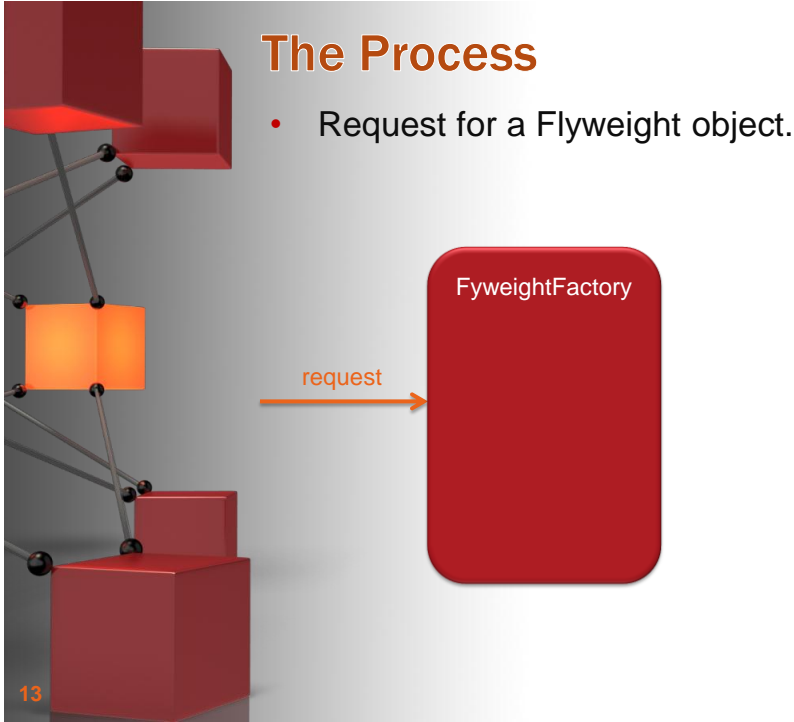 The Process
• Request for a Flyweight object.
FyweightFactory
request
13